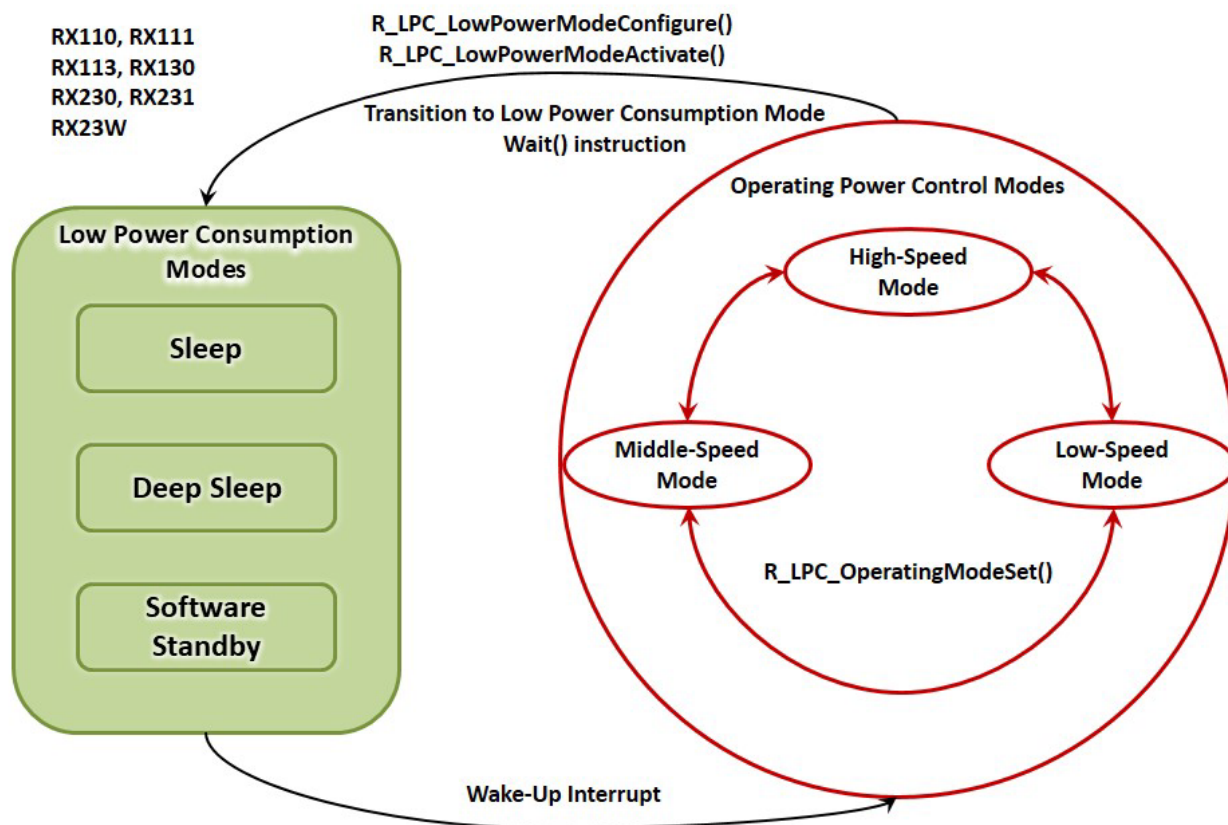 RX110, RX111
RX113, RX130
RX230, RX231
RX23W
R_LPC_LowPowerModeConfigure()
R_LPC_LowPowerModeActivate()
Transition to Low Power Consumption Mode
Wait() instruction
Low Power Consumption
Modes
Sleep
Deep Sleep
Software
Standby
Operating Power Control Modes
High-Speed
Mode
Middle-Speed
Mode
Low-Speed
Mode
R_LPC_OperatingModeSet()
Wake-Up Interrupt